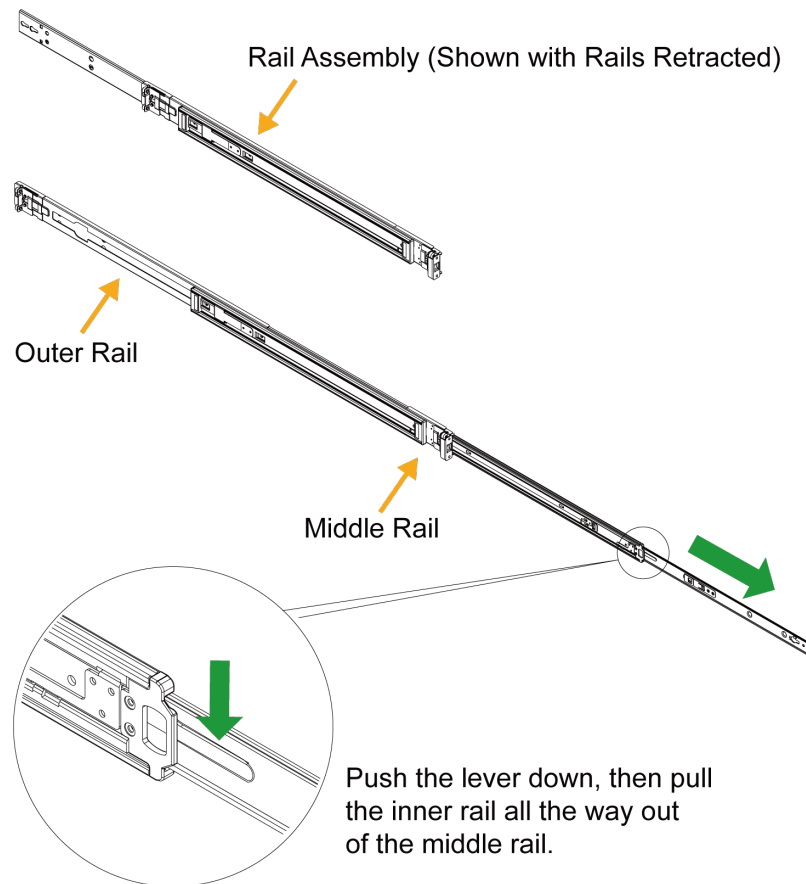 Rail Assembly (Shown with Rails Retracted)
Outer Rail
Middle Rail
Push the lever down, then pull
the inner rail all the way out
of the middle rail.